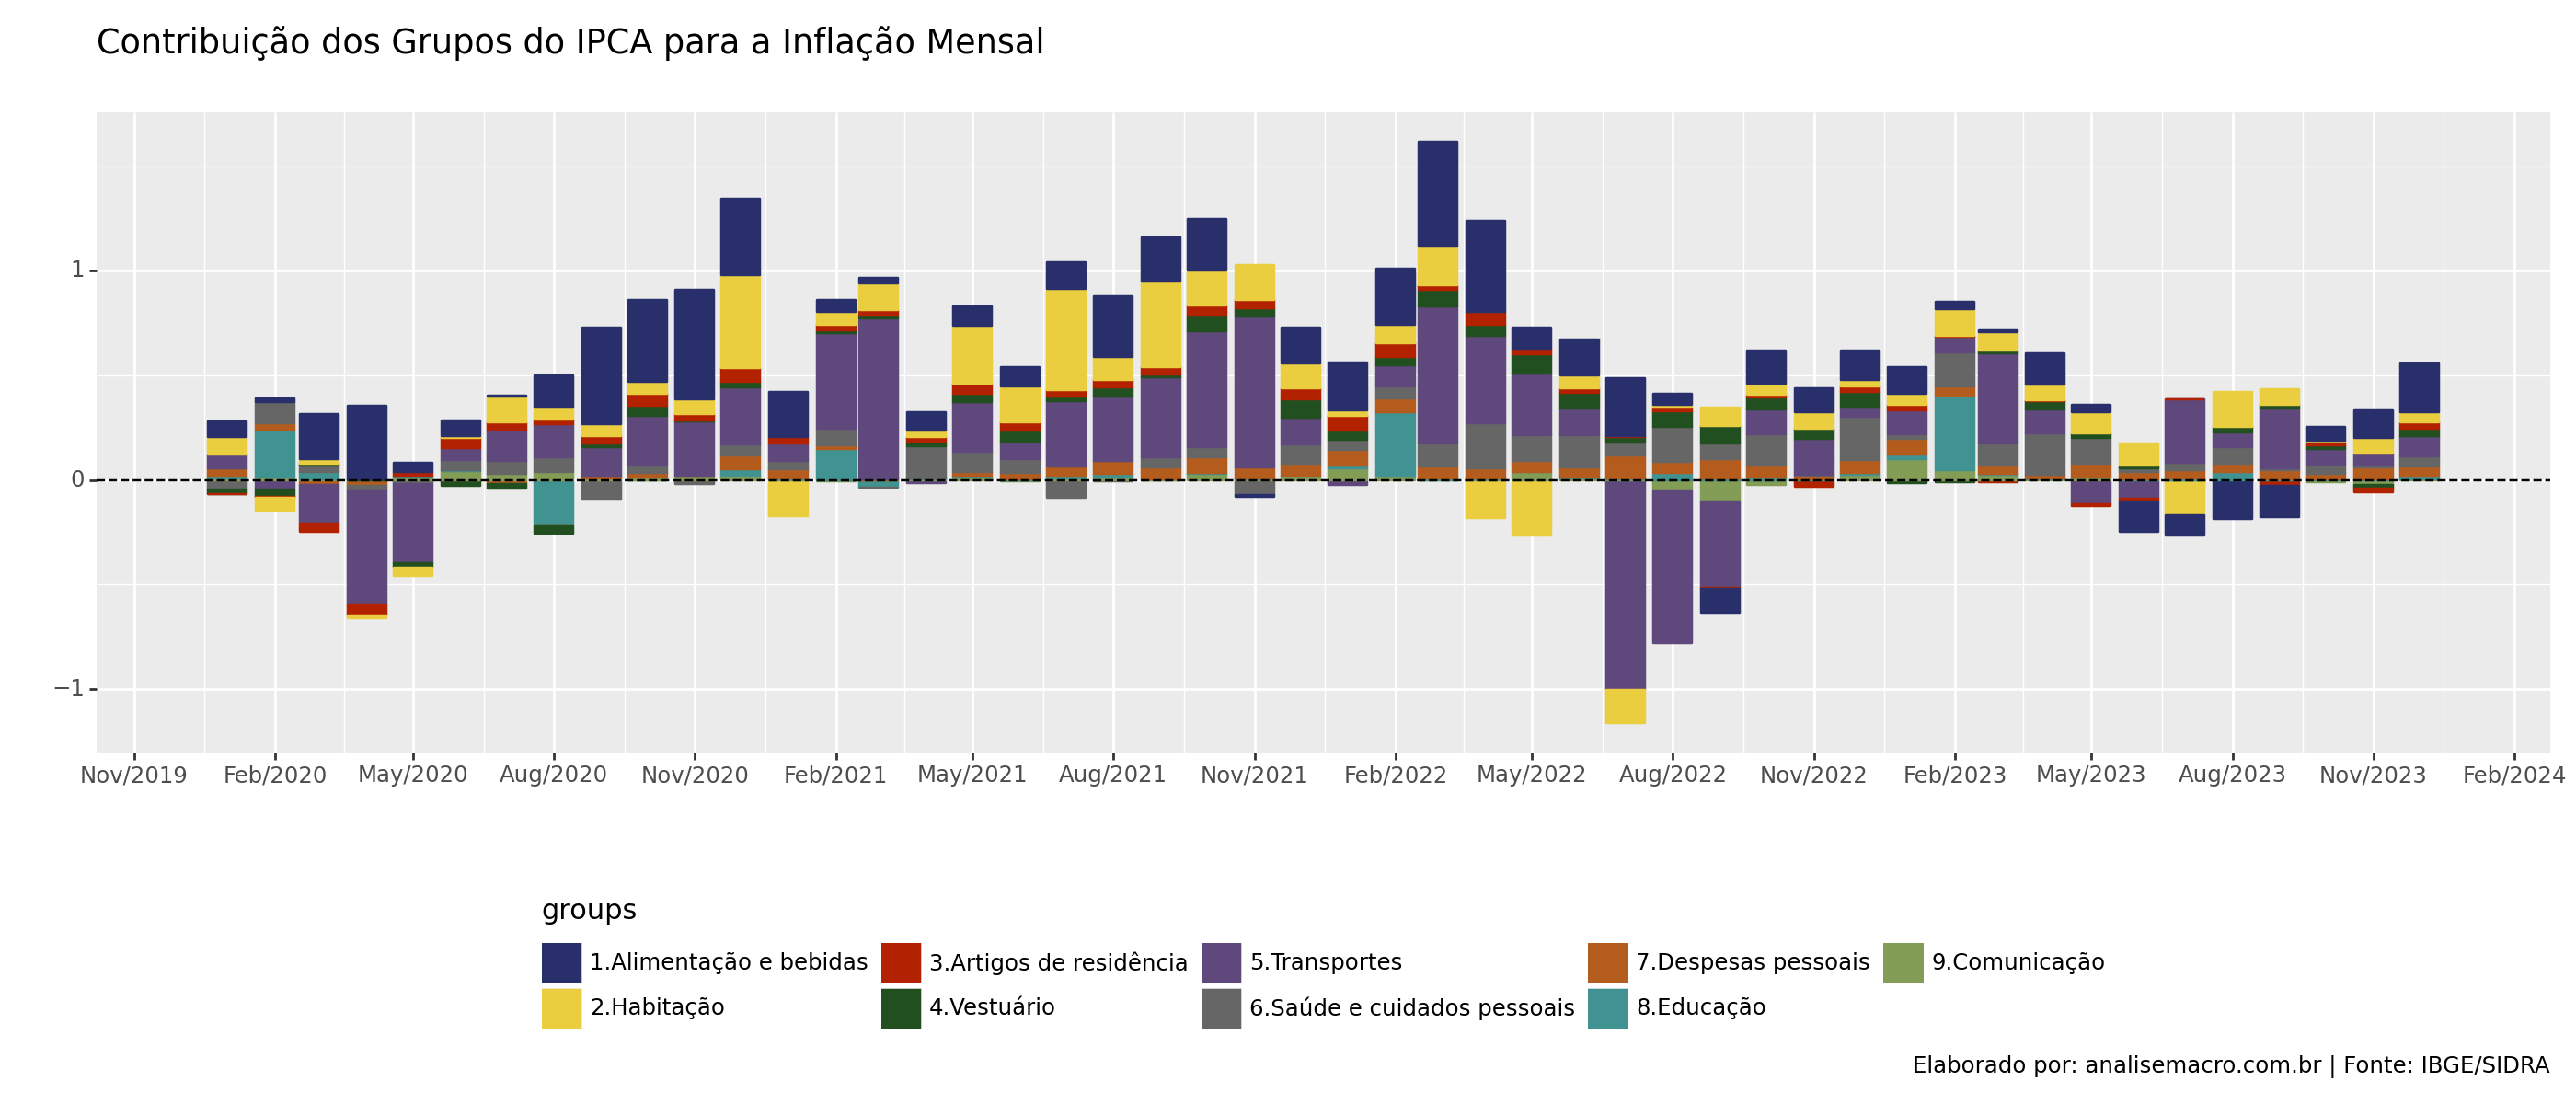 Contribuição dos Grupos do IPCA para a Inflação Mensal
1
0
−1
Nov/2019 Feb/2020 May/2020 Aug/2020 Nov/2020 Feb/2021 May/2021 Aug/2021 Nov/2021 Feb/2022 May/2022 Aug/2022 Nov/2022 Feb/2023 May/2023 Aug/2023 Nov/2023 Feb/2024
groups
1.Alimentação e bebidas 3.Artigos de residência 5.Transportes 7.Despesas pessoais 9.Comunicação
2.Habitação 4.Vestuário 6.Saúde e cuidados pessoais 8.Educação
Elaborado por: analisemacro.com.br | Fonte: IBGE/SIDRA